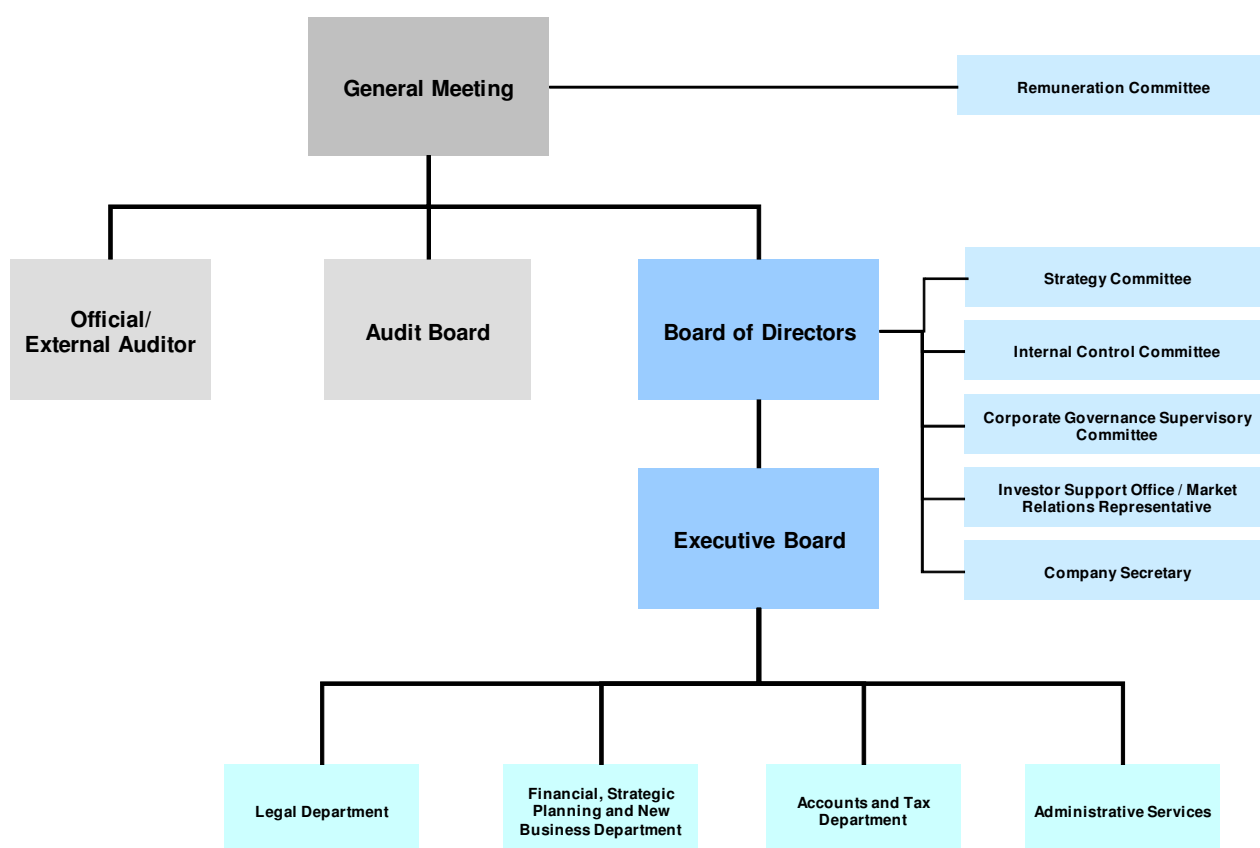 General Meeting
Remuneration Committee
Official/
External Auditor
Audit Board
Board of Directors
Strategy Committee
Internal Control Committee
Corporate Governance Supervisory
Committee
Investor Support Office / Market
Relations Representative
Company Secretary
Executive Board
Legal Department
Financial, Strategic
Planning and New
Business Department
Accounts and Tax
Department
Administrative Services